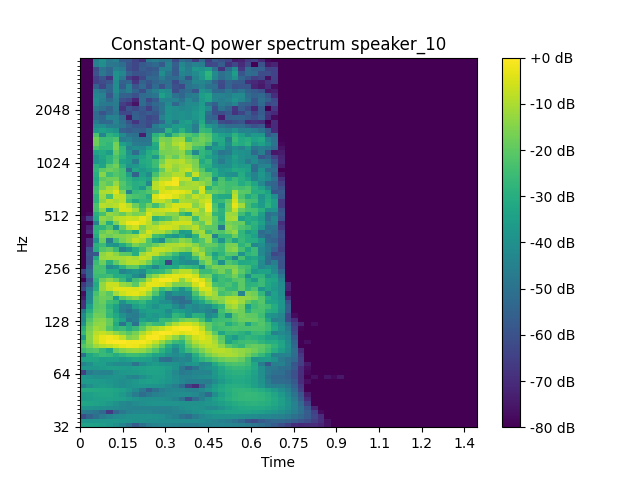 Constant-Q power spectrum speaker_10
Hz
2048
1024
512
256
128
64
32
0 0.15 0.3 0.45 0.6 0.75 0.9 1.1 1.2 1.4
Time
+0 dB
-10 dB
-20 dB
-30 dB
-40 dB
-50 dB
-60 dB
-70 dB
-80 dB